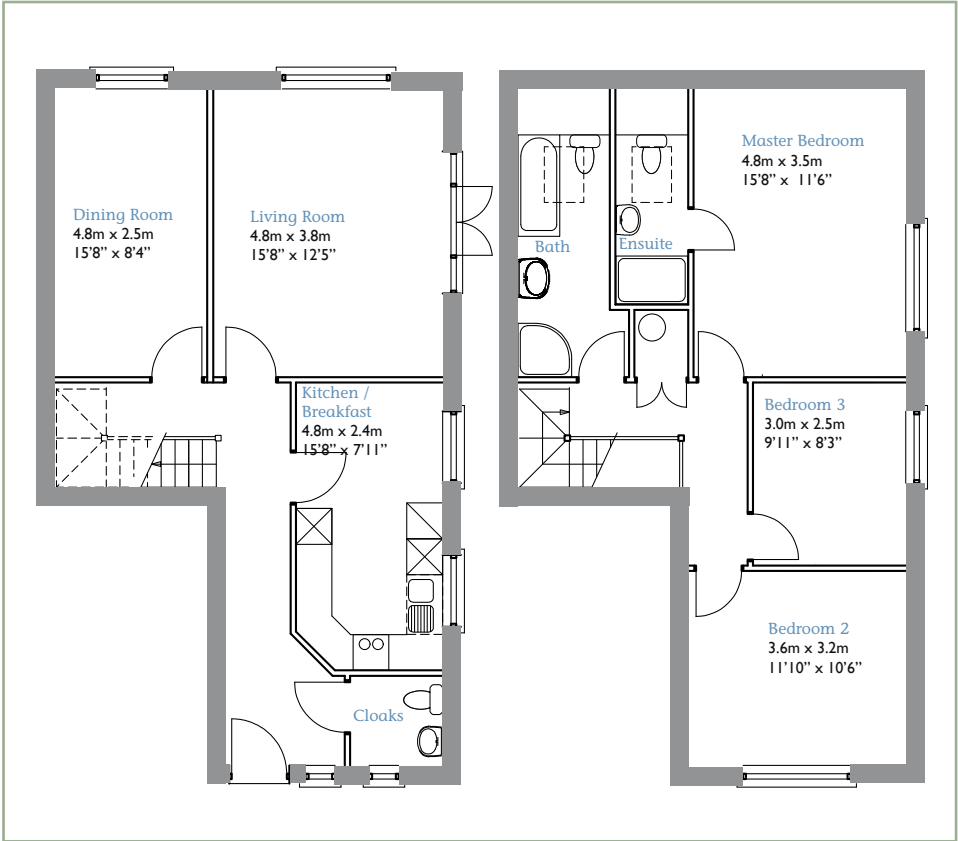 Dining Room
4.8m x 2.5m
15’8” x 8’4”
Living Room
4.8m x 3.8m
15’8” x 12’5”
Kitchen /
Breakfast
4.8m x 2.4m
15’8” x 7’11”
Cloaks
Bath
Ensuite
Master Bedroom
4.8m x 3.5m
15’8” x 11’6”
Bedroom 3
3.0m x 2.5m
9’11” x 8’3”
Bedroom 2
3.6m x 3.2m
11’10” x 10’6”